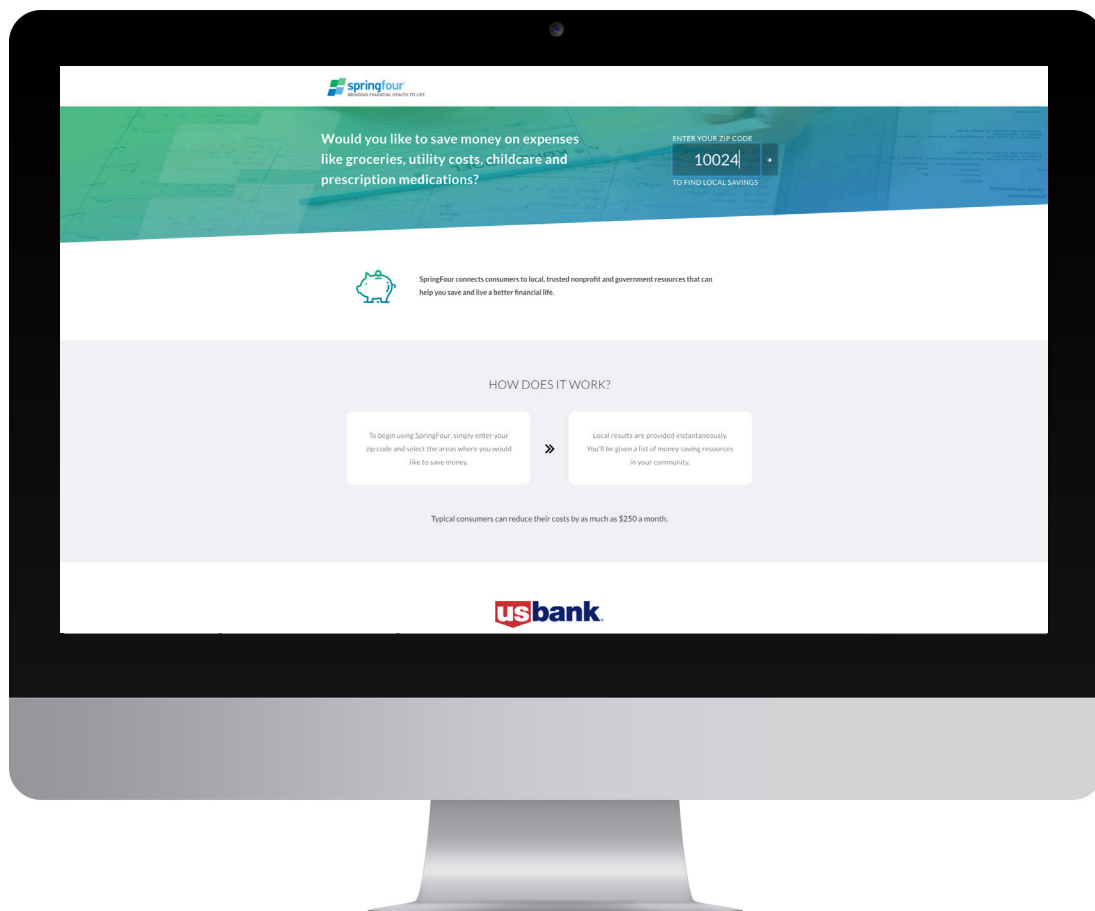 springfour
BRINGING FINANCIAL HEALTH TO LIFE
Would you like to save money on expenses
like groceries, utility costs, childcare and
prescription medications?
ENTER YOUR ZIP CODE
10024
TO FIND LOCAL SAVINGS
SpringFour connects consumers to local, trusted nonprofit and government resources that can
help you save and live a better financial life.
HOW DOES IT WORK?
To begin using SpringFour, simply enter your
zip code and select the areas where you would
like to save money.
»
Local results are provided instantaneously.
You'll be given a list of money saving resources
in your community.
Typical consumers can reduce their costs by as much as $250 a month.
usbank.